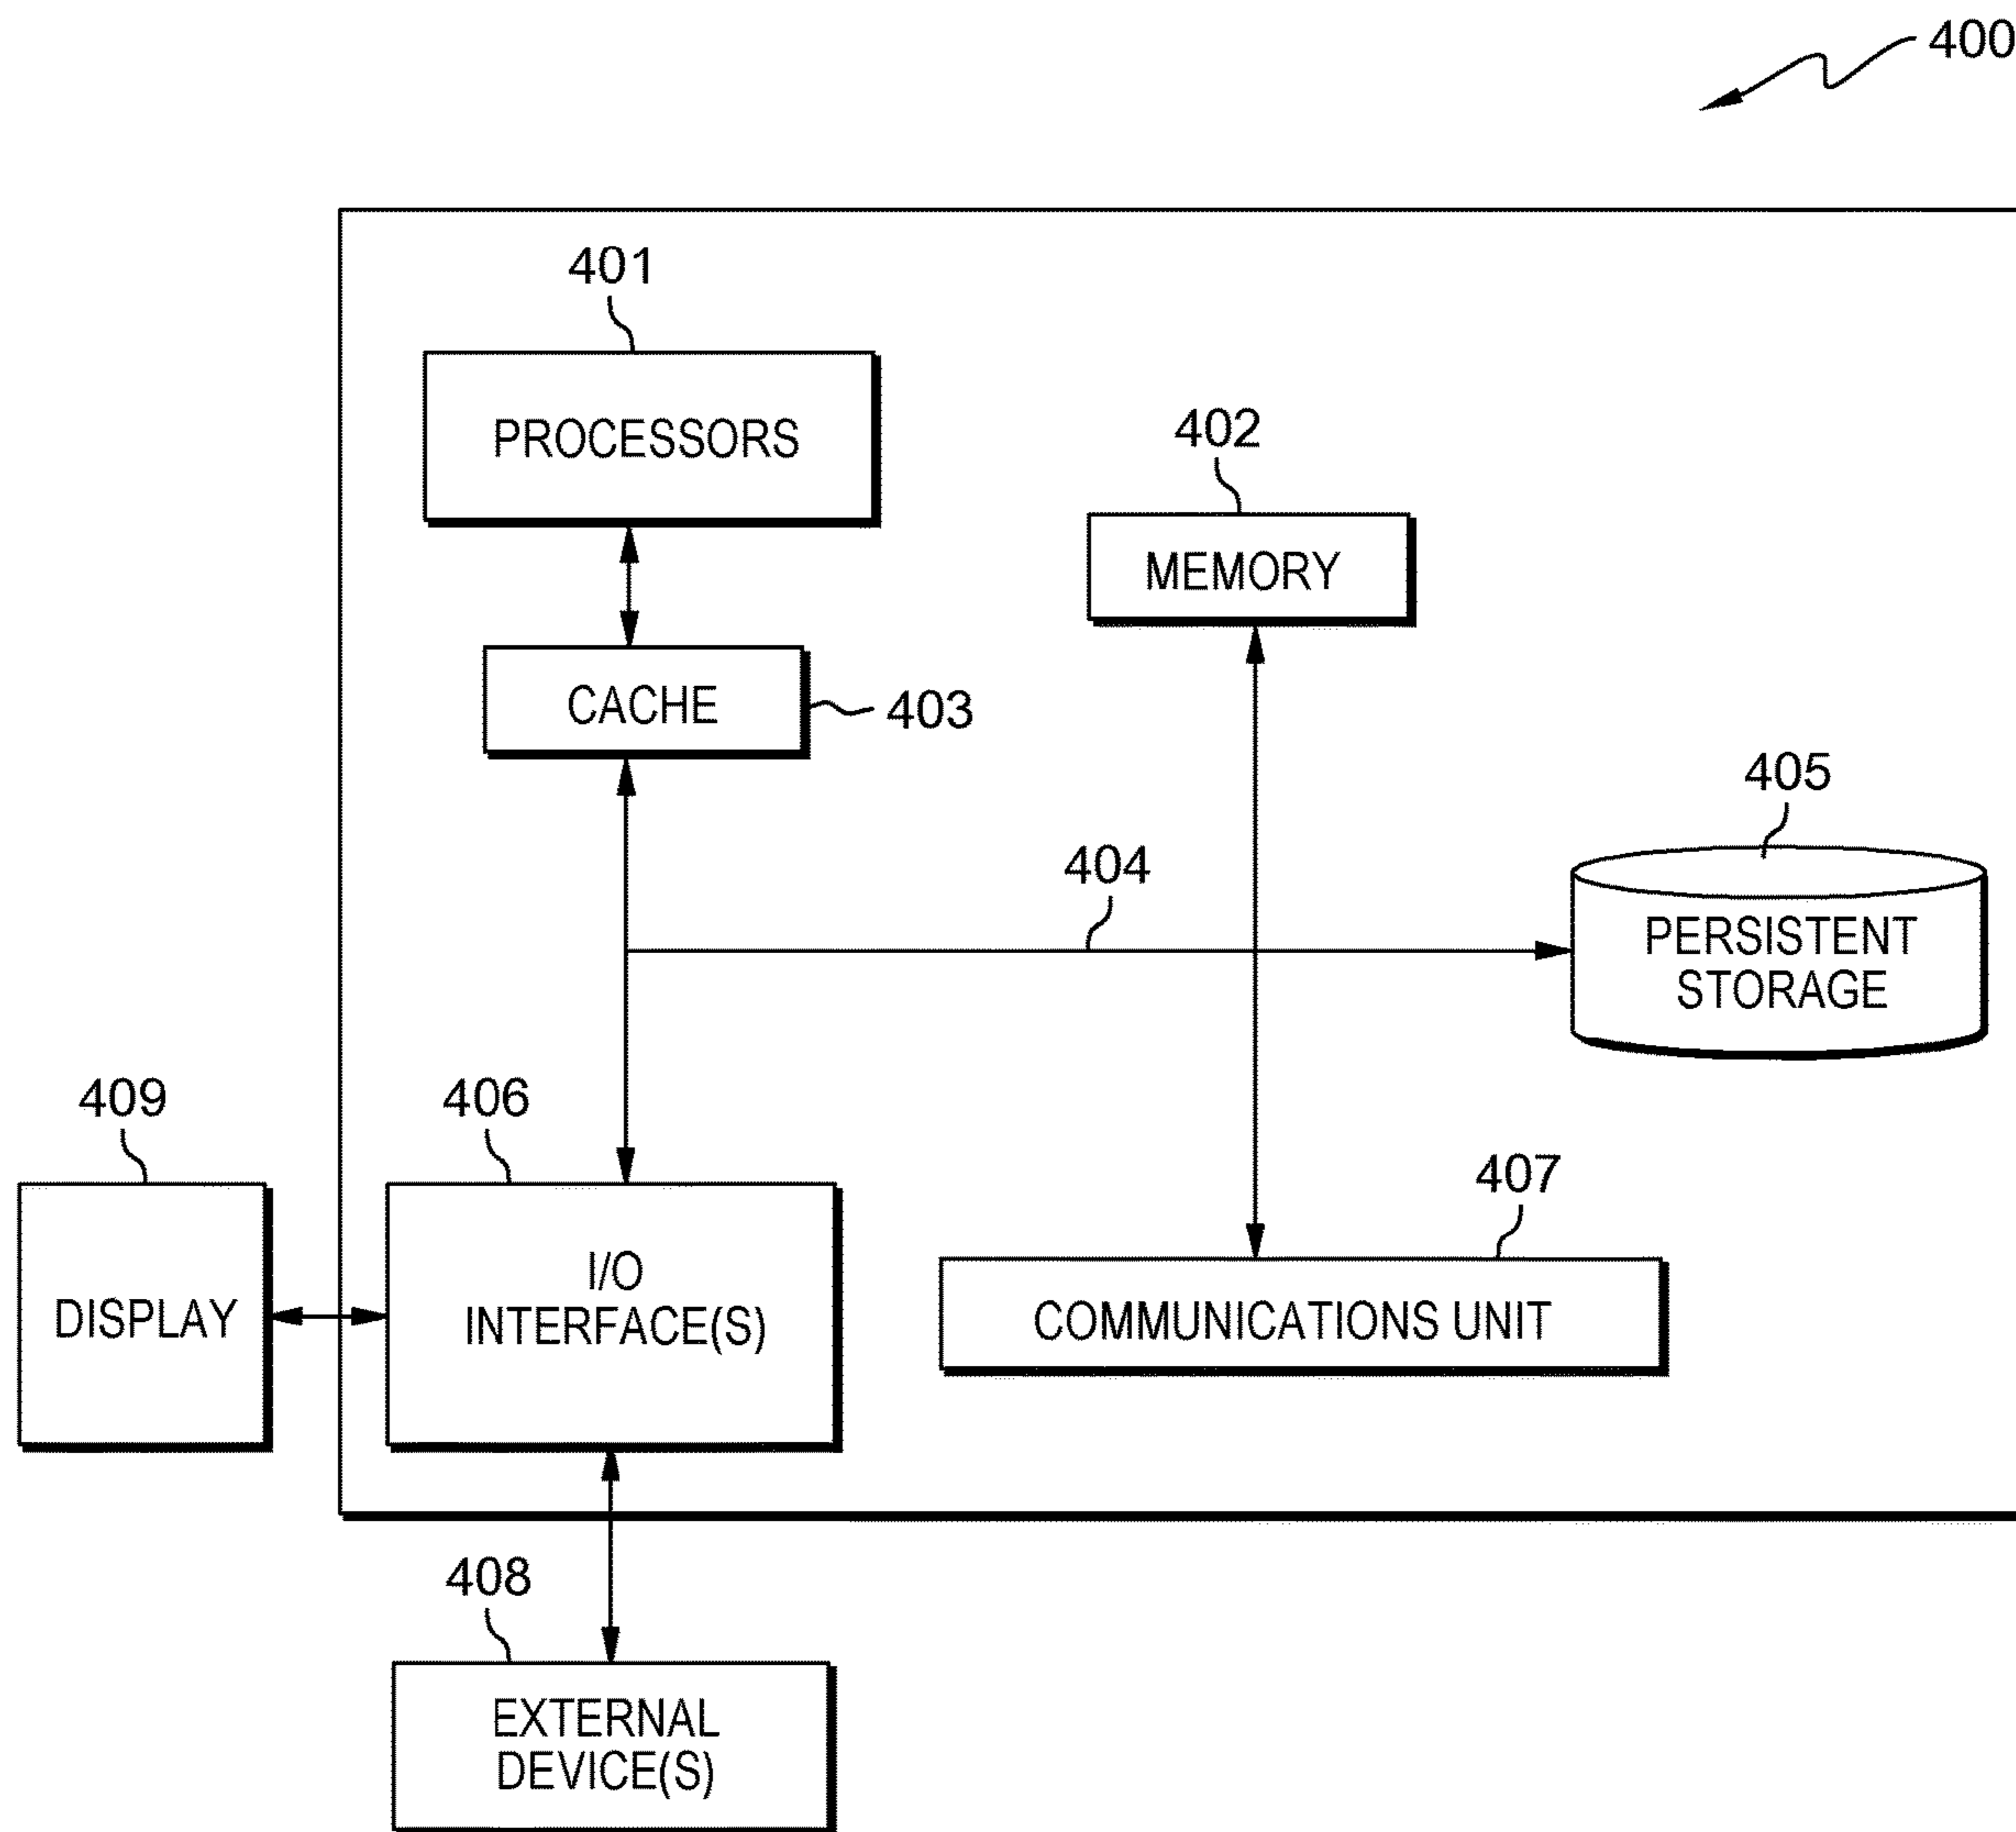 400
401
PROCESSORS
402
MEMORY
CACHE
403
405
404
PERSISTENT
STORAGE
409
406
407
DISPLAY
I/O
INTERFACE(S)
COMMUNICATIONS UNIT
408
EXTERNAL
DEVICE(S)